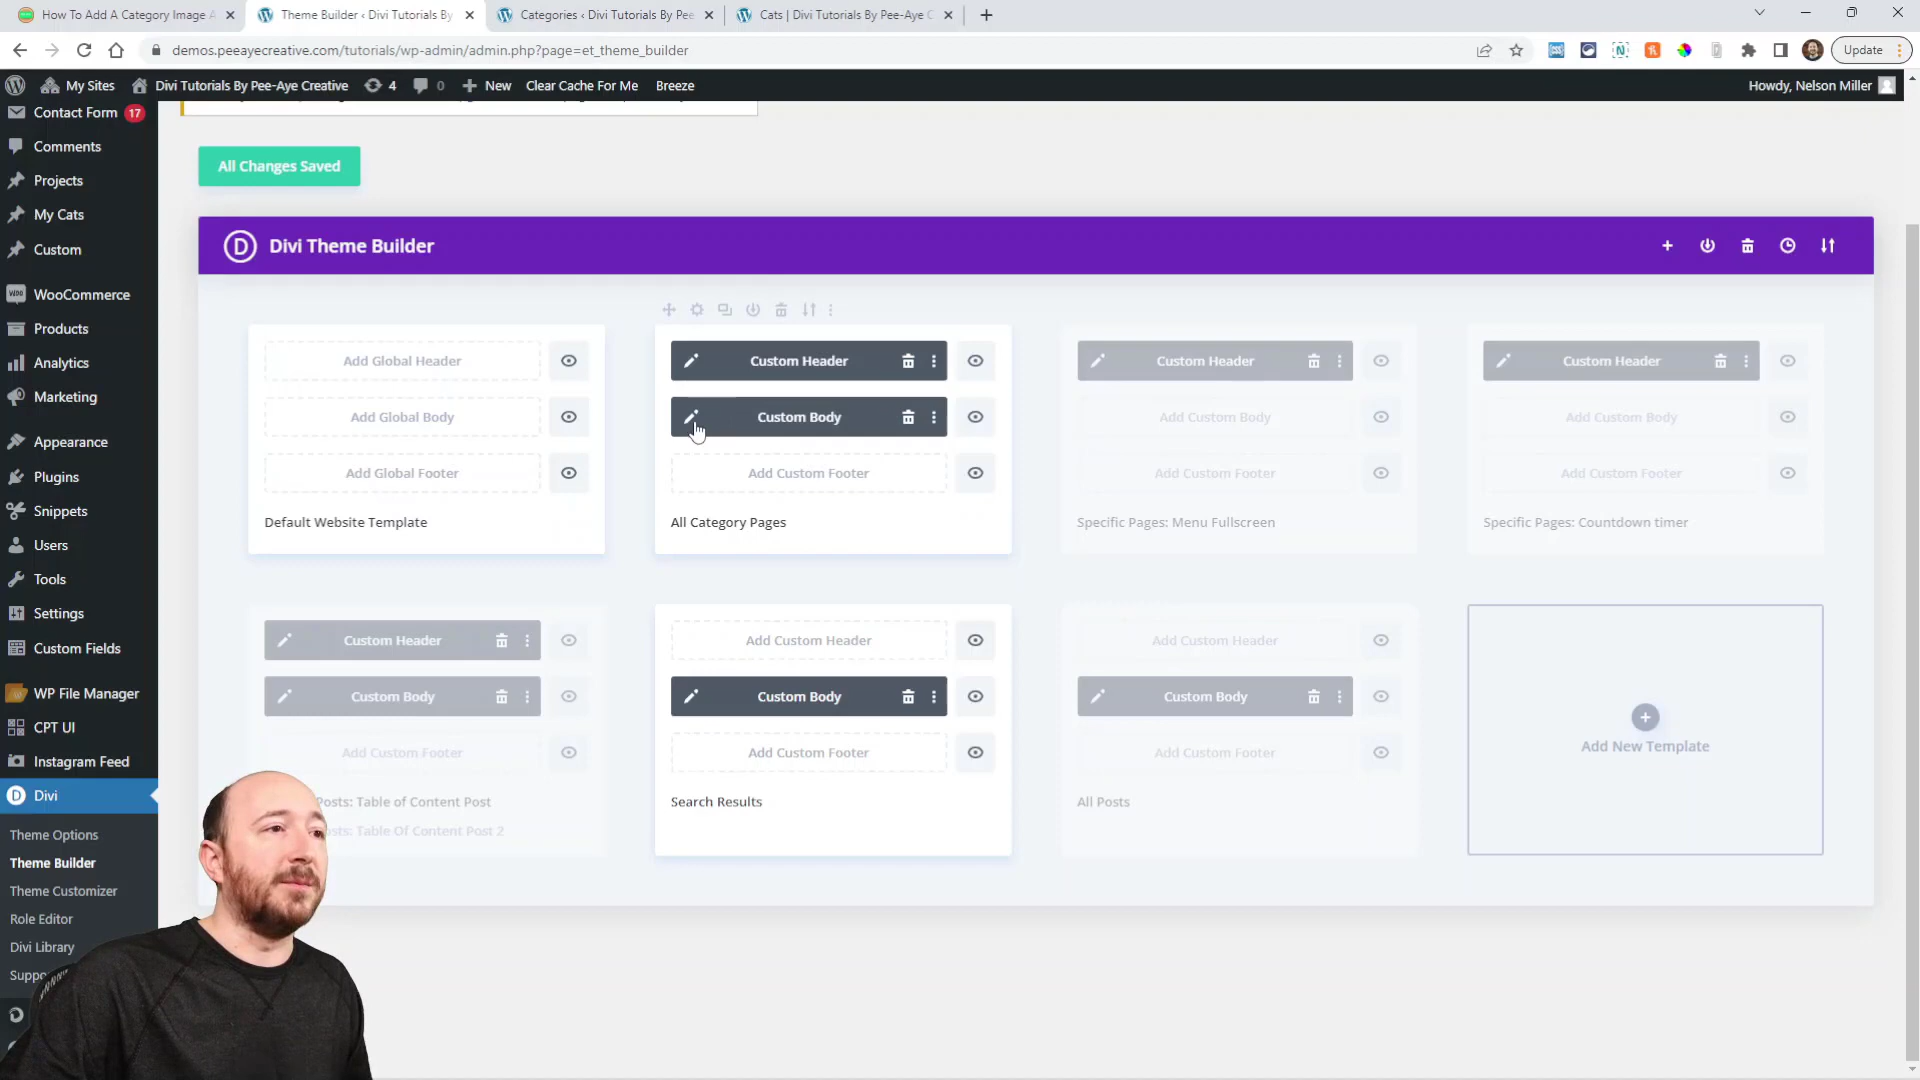 How To Add A Category Image A
Theme Builder ‹ Divi Tutorials By
Categories ‹ Divi Tutorials By Pee
Cats | Divi Tutorials By Pee-Aye C
demos.peeayecreative.com/tutorials/wp-admin/admin.php?page=et_theme_builder
Update
My Sites
Divi Tutorials By Pee-Aye Creative
4
0
New
Clear Cache For Me
Breeze
Howdy, Nelson Miller
Contact Form 17
Comments
Projects
My Cats
Custom
WooCommerce
Products
Analytics
Marketing
Appearance
Plugins
Snippets
Users
Tools
Settings
Custom Fields
WP File Manager
CPT UI
Instagram Feed
Divi
Theme Options
Theme Builder
Theme Customizer
Role Editor
Divi Library
All Changes Saved
Divi Theme Builder
Add Global Header
Add Global Body
Add Global Footer
Default Website Template
Custom Header
Custom Body
Add Custom Footer
All Category Pages
Custom Header
Add Custom Body
Add Custom Footer
Specific Pages: Menu Fullscreen
Custom Header
Add Custom Body
Add Custom Footer
Specific Pages: Countdown timer
Custom Header
Custom Body
Add Custom Footer
Posts: Table of Content Post
Table Of Content Post 2
Add Custom Header
Custom Body
Add Custom Footer
Search Results
Add Custom Header
Custom Body
Add Custom Footer
All Posts
Add New Template